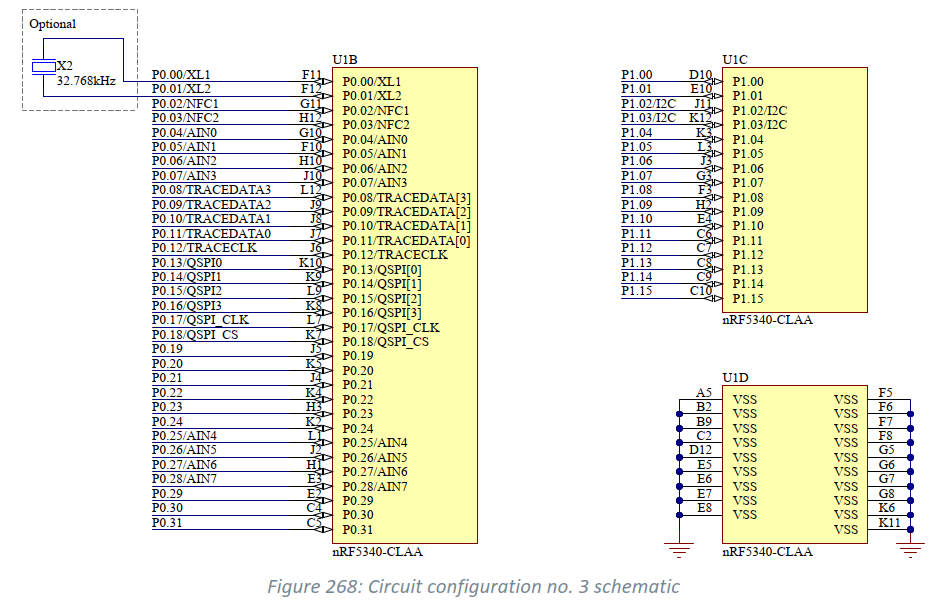 Optional
X2
32.768kHz
U1B
P0.00/XL1 F11 P0.00/XL1
P0.01/XL2 F12 P0.01/XL2
P0.02/NFC1 G11 P0.02/NFC1
P0.03/NFC2 H12 P0.03/NFC2
P0.04/AIN0 G10 P0.04/AIN0
P0.05/AIN1 F10 P0.05/AIN1
P0.06/AIN2 H10 P0.06/AIN2
P0.07/AIN3 J10 P0.07/AIN3
P0.08/TRACEDATA3 L12 P0.08/TRACEDATA[3]
P0.09/TRACEDATA2 J9 P0.09/TRACEDATA[2]
P0.10/TRACEDATA1 J8 P0.10/TRACEDATA[1]
P0.11/TRACEDATA0 J7 P0.11/TRACEDATA[0]
P0.12/TRACECLK J6 P0.12/TRACECLK
P0.13/QSPI0 K10 P0.13/QSPI[0]
P0.14/QSPI1 K9 P0.14/QSPI[1]
P0.15/QSPI2 L9 P0.15/QSPI[2]
P0.16/QSPI3 K8 P0.16/QSPI[3]
P0.17/QSPI_CLK L7 P0.17/QSPI_CLK
P0.18/QSPI_CS K7 P0.18/QSPI_CS
P0.19 J5 P0.19
P0.20 K5 P0.20
P0.21 J4 P0.21
P0.22 K4 P0.22
P0.23 H3 P0.23
P0.24 K2 P0.24
P0.25/AIN4 L1 P0.25/AIN4
P0.26/AIN5 J2 P0.26/AIN5
P0.27/AIN6 H1 P0.27/AIN6
P0.28/AIN7 E3 P0.28/AIN7
P0.29 E2 P0.29
P0.30 C4 P0.30
P0.31 C5 P0.31
nRF5340-CLAA
U1C
P1.00 D10 P1.00
P1.01 E10 P1.01
P1.02/I2C J11 P1.02/I2C
P1.03/I2C K12 P1.03/I2C
P1.04 K3 P1.04
P1.05 L3 P1.05
P1.06 J3 P1.06
P1.07 G3 P1.07
P1.08 F3 P1.08
P1.09 H2 P1.09
P1.10 E4 P1.10
P1.11 C6 P1.11
P1.12 C7 P1.12
P1.13 C8 P1.13
P1.14 C9 P1.14
P1.15 C10 P1.15
nRF5340-CLAA
U1D
A5 VSS VSS F5
B2 VSS VSS F6
B9 VSS VSS F7
C2 VSS VSS F8
D12 VSS VSS G5
E5 VSS VSS G6
E6 VSS VSS G7
E7 VSS VSS G8
E8 VSS VSS K6
VSS K11
nRF5340-CLAA
Figure 268: Circuit configuration no. 3 schematic